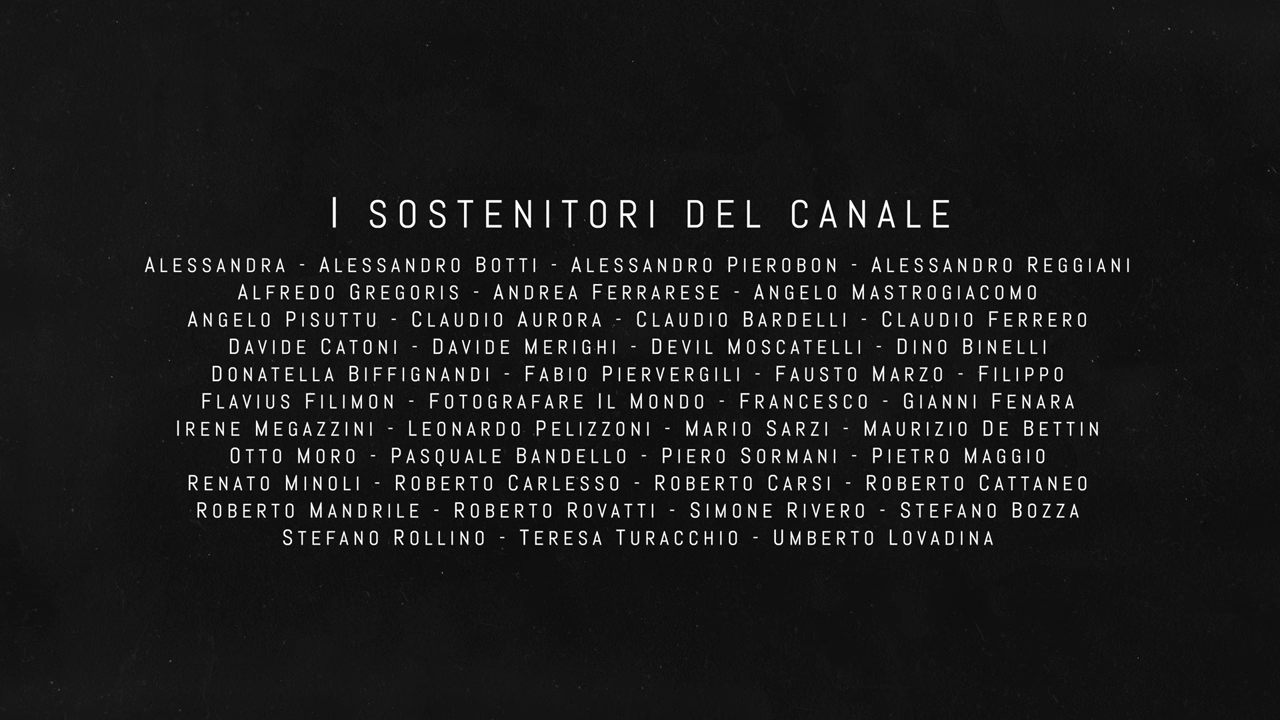 I SOSTENITORI DEL CANALE
ALESSANDRA - ALESSANDRO BOTTI - ALESSANDRO PIEROBON - ALESSANDRO REGGIANI
ALFREDO GREGORIS - ANDREA FERRARESE - ANGELO MASTROGIACOMO
ANGELO PISUTTU - CLAUDIO AURORA - CLAUDIO BARDELLI - CLAUDIO FERRERO
DAVIDE CATONI - DAVIDE MERIGHI - DEVIL MOSCATELLI - DINO BINELLI
DONATELLA BIFFIGNANDI - FABIO PIERVERGILI - FAUSTO MARZO - FILIPPO
FLAVIUS FILIMON - FOTOGRAFARE IL MONDO - FRANCESCO - GIANNI FENARA
IRENE MEGAZZINI - LEONARDO PELIZZONI - MARIO SARZI - MAURIZIO DE BETTIN
OTTO MORO - PASQUALE BANDELLO - PIERO SORMANI - PIETRO MAGGIO
RENATO MINOLI - ROBERTO CARLESSO - ROBERTO CARSI - ROBERTO CATTANEO
ROBERTO MANDRILE - ROBERTO ROVATTI - SIMONE RIVERO - STEFANO BOZZA
STEFANO ROLLINO - TERESA TURACCHIO - UMBERTO LOVADINA